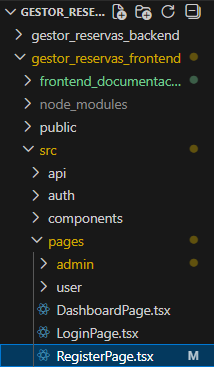 GESTOR_RESE...
gestor_reservas_backend
gestor_reservas_frontend
frontend_documentac...
node_modules
public
src
api
auth
components
pages
admin
user
DashboardPage.tsx
LoginPage.tsx
RegisterPage.tsx M